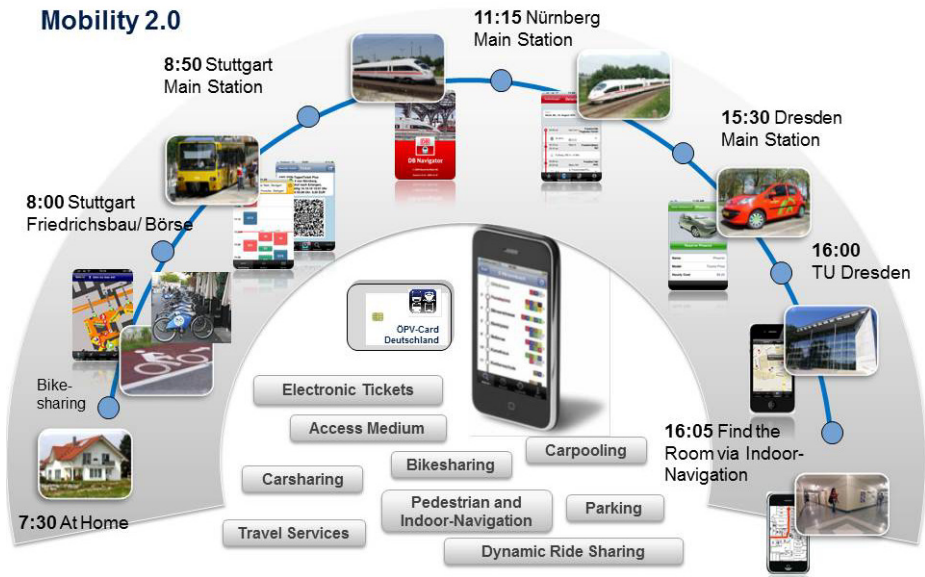 Mobility 2.0
11:15 Nürnberg
Main Station
8:50 Stuttgart
Main Station
15:30 Dresden
Main Station
8:00 Stuttgart
Friedrichsbau/ Börse
DB
DB Navigator
16:00
TU Dresden
ÖPV-Card
Deutschland
Bike-
sharing
Electronic Tickets
Access Medium
Carpooling
Bikesharing
Carsharing
16:05 Find the
Room via Indoor-
Navigation
Pedestrian and
Indoor-Navigation
Parking
7:30 At Home
Travel Services
Dynamic Ride Sharing